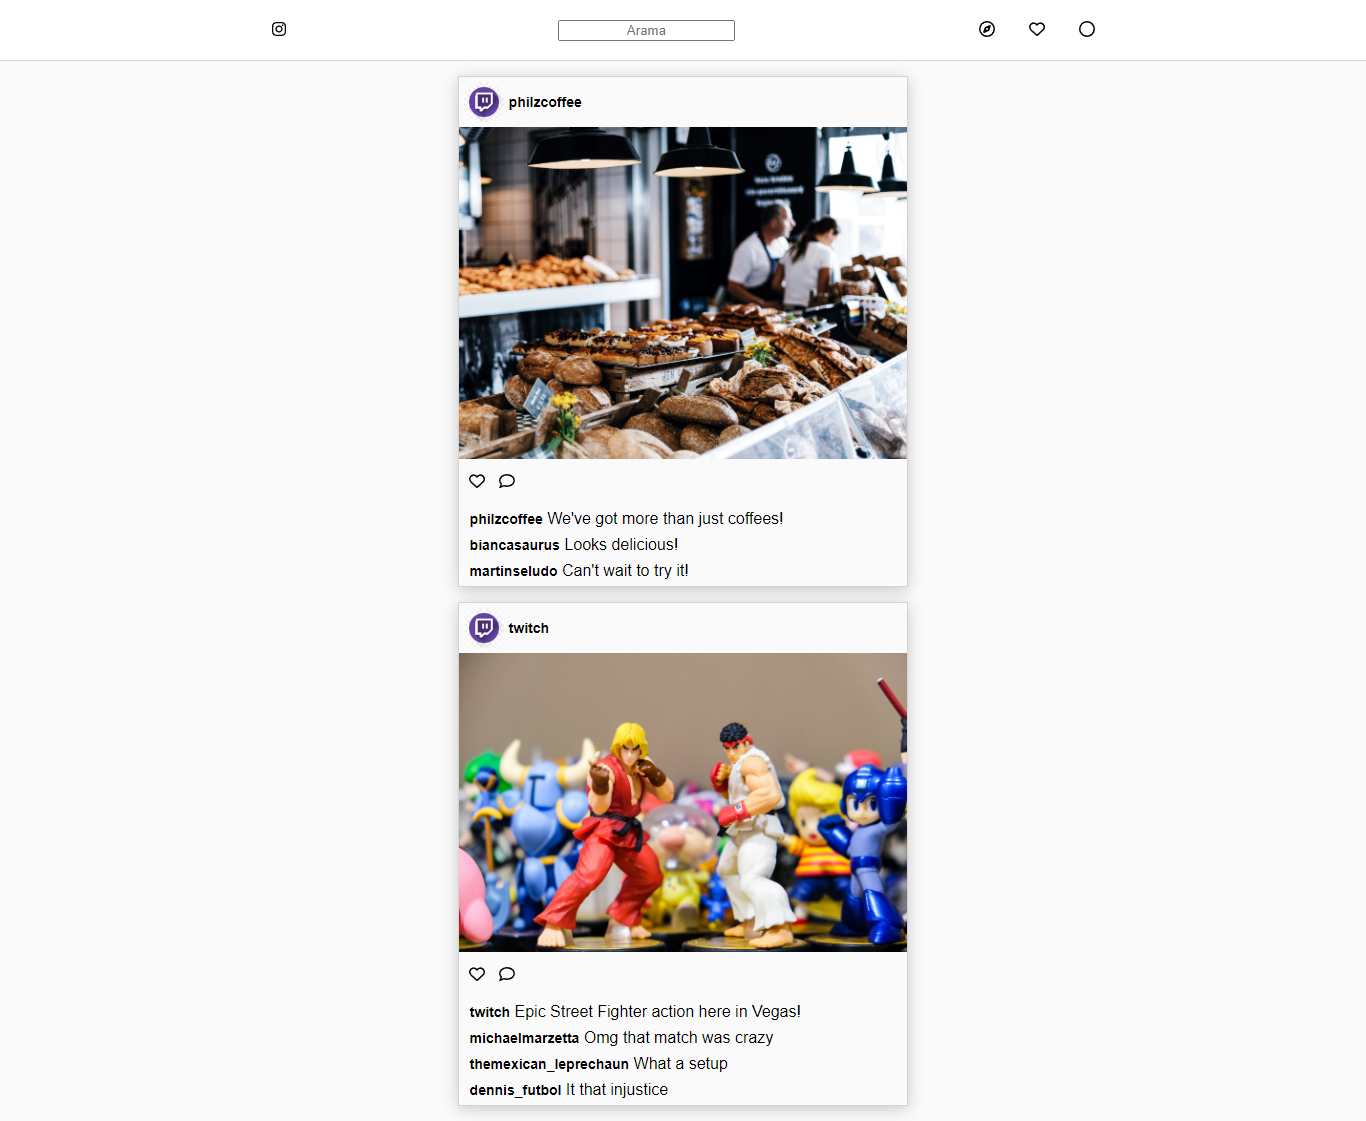 Arama
philzcoffee
philzcoffee We've got more than just coffees!
biancasaurus Looks delicious!
martinseludo Can't wait to try it!
twitch
twitch Epic Street Fighter action here in Vegas!
michaelmarzetta Omg that match was crazy
themexican_leprechaun What a setup
dennis_futbol It that injustice